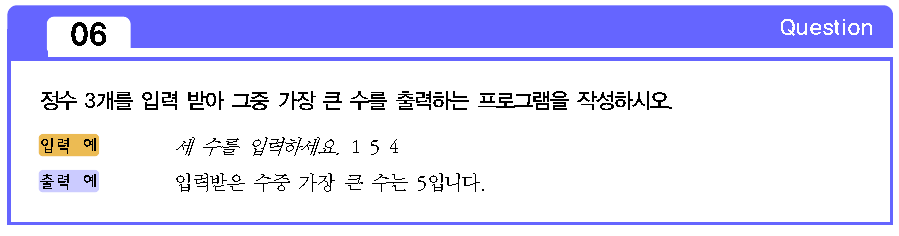 06
Question
정수 3개를 입력 받아 그중 가장 큰 수를 출력하는 프로그램을 작성하시오.
입력 예 세 수를 입력하세요. 1 5 4
출력 예 입력받은 수중 가장 큰 수는 5입니다.